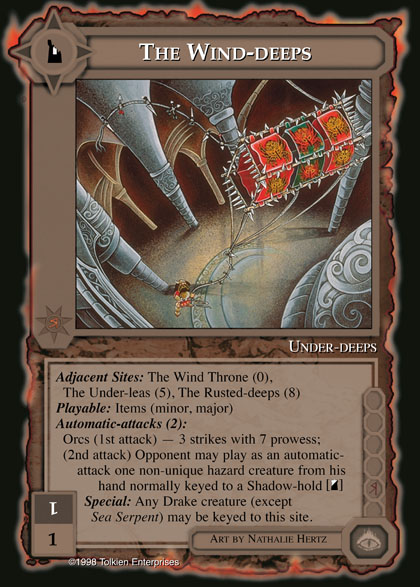 THE WIND-DEEPS
UNDER-DEEPS
Adjacent Sites: The Wind Throne (0),
The Under-leas (5), The Rusted-deeps (8)
Playable: Items (minor, major)
Automatic-attacks (2):
Orcs (1st attack) — 3 strikes with 7 prowess;
(2nd attack) Opponent may play as an automatic-
attack one non-unique hazard creature from his
hand normally keyed to a Shadow-hold [ ]
Special: Any Drake creature (except
Sea Serpent) may be keyed to this site.
1
1
ART BY NATHALIE HERTZ
©1998 Tolkien Enterprises